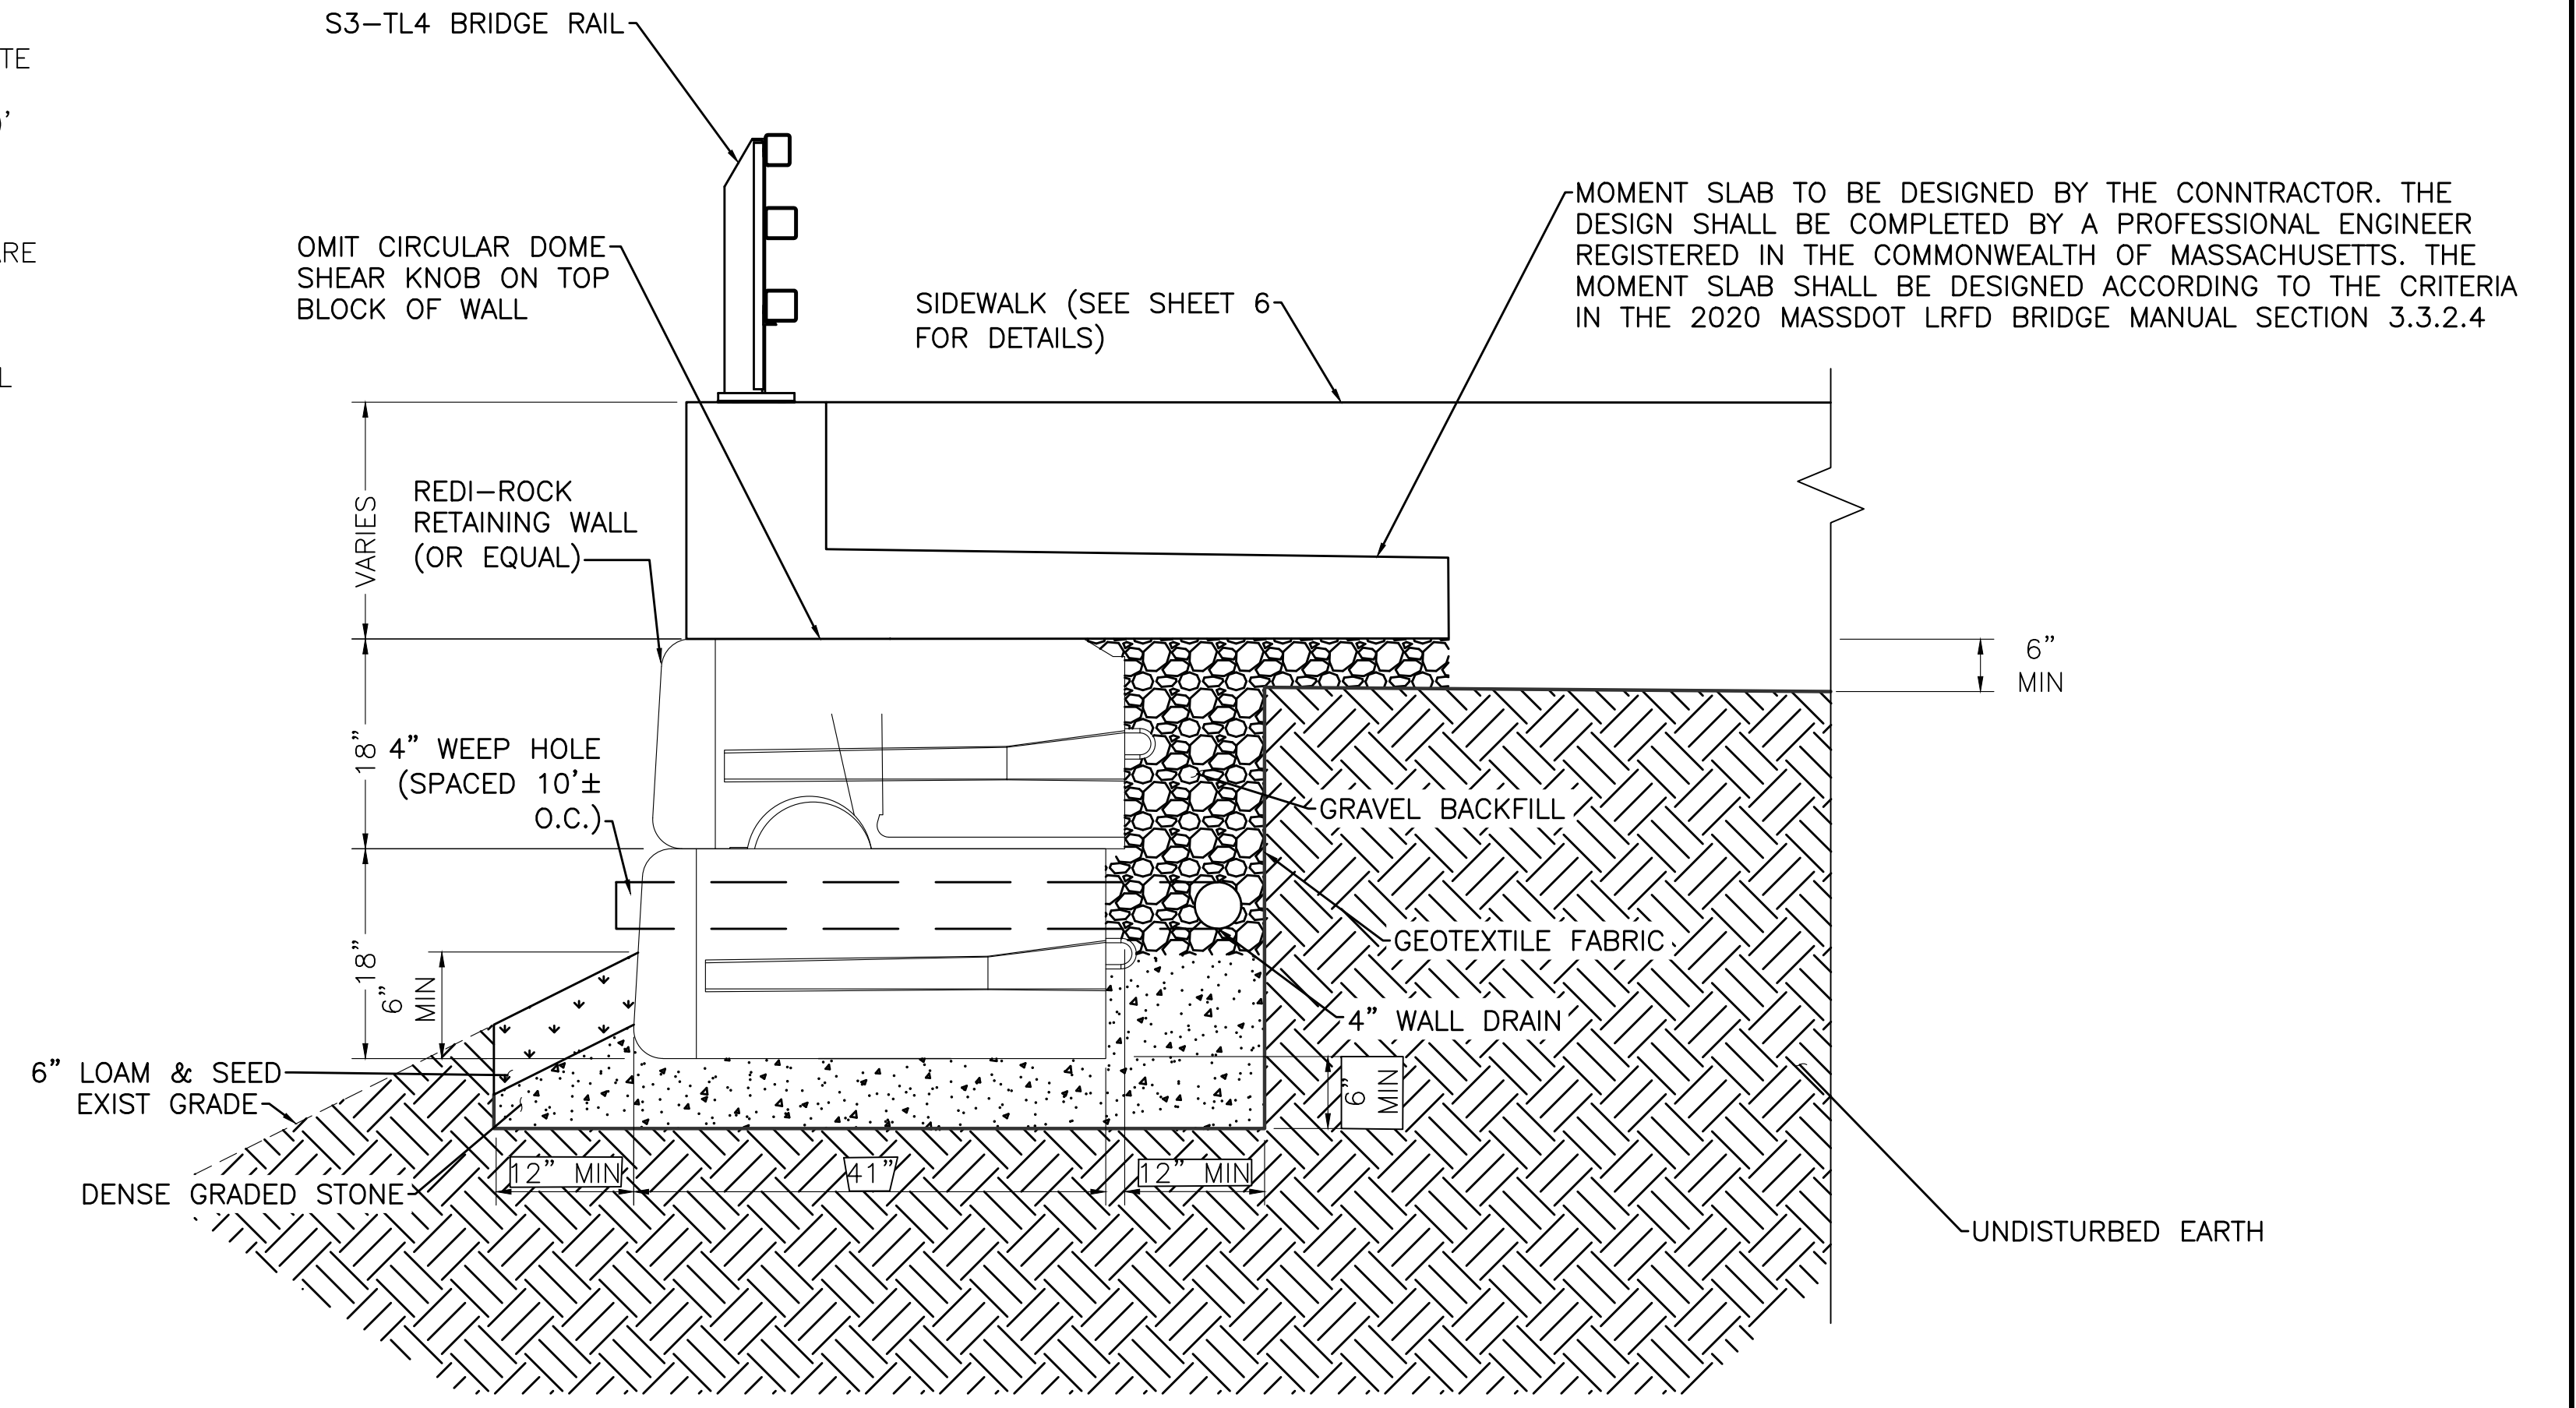 S3-TL4 BRIDGE RAIL
TE
'
ARE
L
OMIT CIRCULAR DOME
SHEAR KNOB ON TOP
BLOCK OF WALL
SIDEWALK (SEE SHEET 6
FOR DETAILS)
MOMENT SLAB TO BE DESIGNED BY THE CONNTRACTOR. THE
DESIGN SHALL BE COMPLETED BY A PROFESSIONAL ENGINEER
REGISTERED IN THE COMMONWEALTH OF MASSACHUSETTS. THE
MOMENT SLAB SHALL BE DESIGNED ACCORDING TO THE CRITERIA
IN THE 2020 MASSDOT LRFD BRIDGE MANUAL SECTION 3.3.2.4
VARIES
REDI-ROCK
RETAINING WALL
(OR EQUAL)
6”
MIN
18”
4” WEEP HOLE
(SPACED 10'±
O.C.)
GRAVEL BACKFILL
18”
6”
MIN
GEOTEXTILE FABRIC
4” WALL DRAIN
6” LOAM & SEED
EXIST GRADE
6”
MIN
DENSE GRADED STONE
12” MIN
41”
12” MIN
UNDISTURBED EARTH